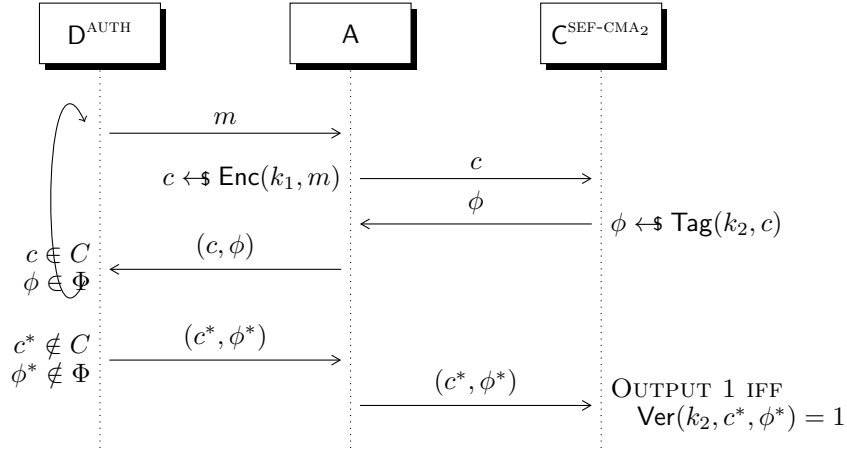 D^AUTH A C^SEF-CMA₂
m
c ←$ Enc(k₁, m) c
ϕ
ϕ ←$ Tag(k₂, c)
(c, ϕ)
c ∈ C
ϕ ∈ Φ
(c*, ϕ*)
c* ∉ C
ϕ* ∉ Φ
(c*, ϕ*)
OUTPUT 1 IFF
Ver(k₂, c*, ϕ*) = 1